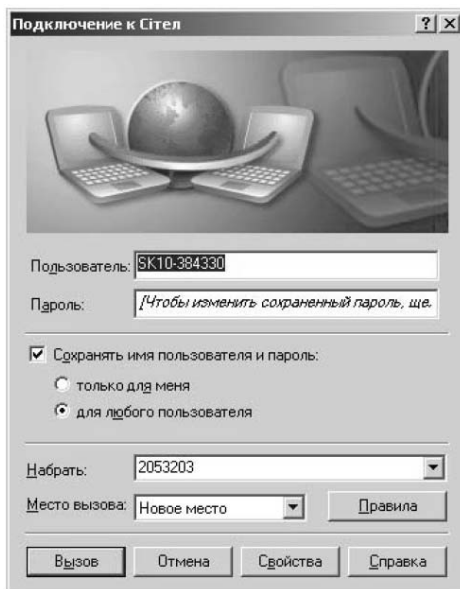 Подключение к Сітел
Пользователь: SK10-384330
Пароль: [Чтобы изменить сохраненный пароль, ще.
Сохранять имя пользователя и пароль:
только для меня
для любого пользователя
Набрать: 2053203
Место вызова: Новое место Правила
Вызов Отмена Свойства Справка